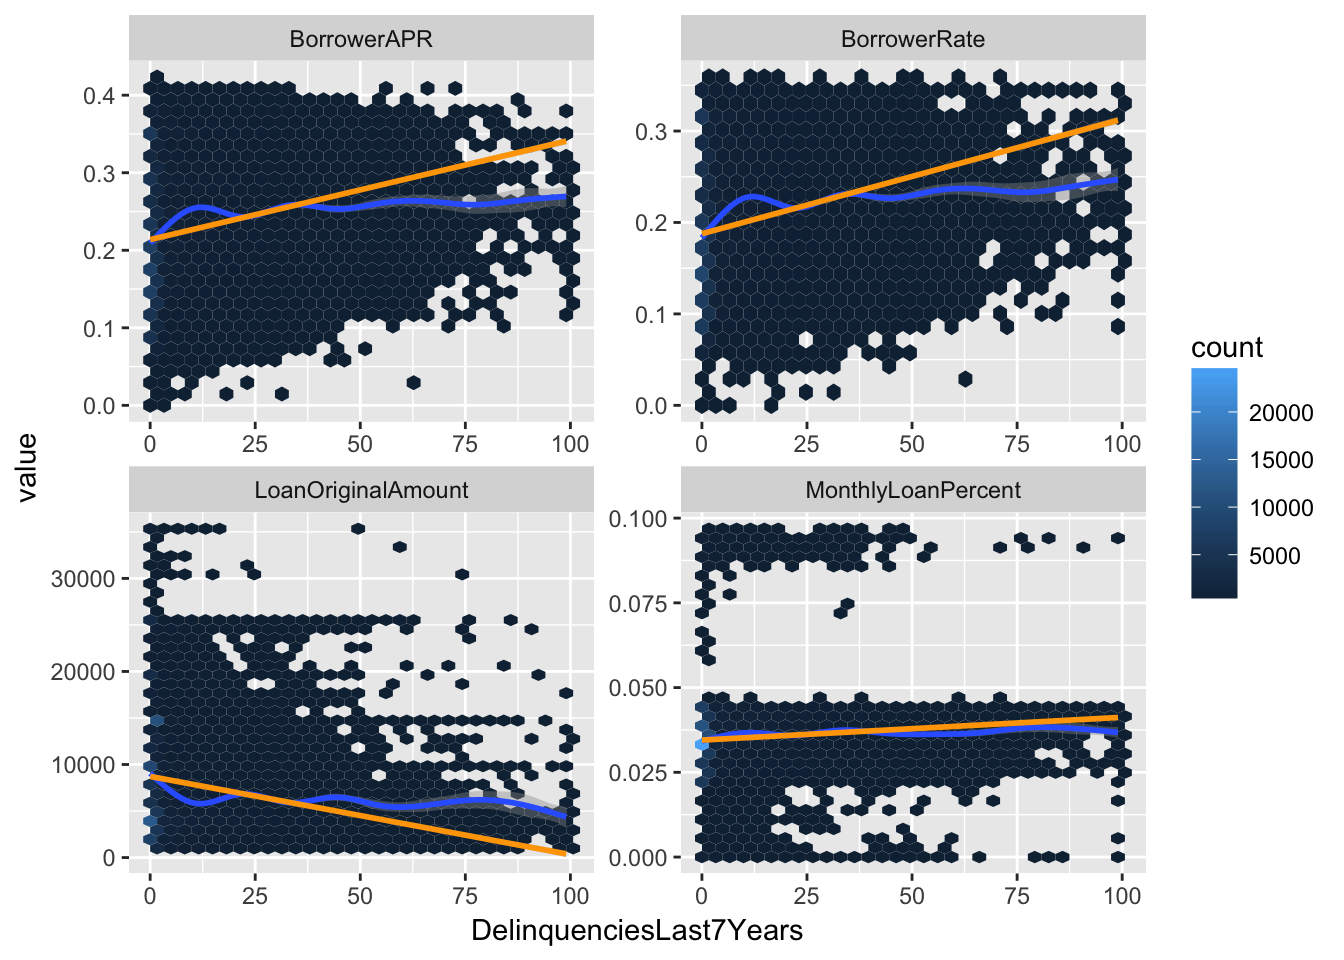 BorrowerAPR
BorrowerRate
0.4
0.3
0.2
0.1
0.0
0.3
0.2
0.1
0.0
0 25 50 75 100
0 25 50 75 100
LoanOriginalAmount
MonthlyLoanPercent
30000
20000
10000
0
0.100
0.075
0.050
0.025
0.000
0 25 50 75 100
0 25 50 75 100
value
DelinquenciesLast7Years
count
20000
15000
10000
5000